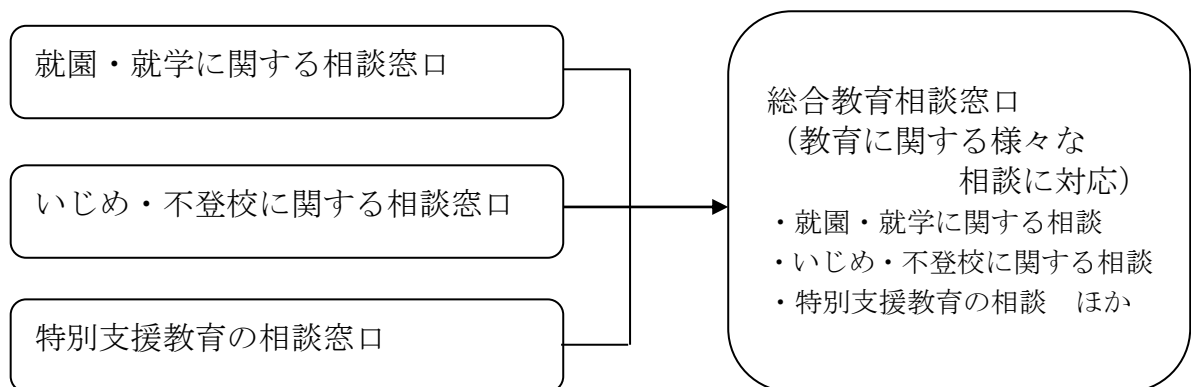 就園・就学に関する相談窓口
いじめ・不登校に関する相談窓口
特別支援教育の相談窓口
総合教育相談窓口
（教育に関する様々な
相談に対応）
・就園・就学に関する相談
・いじめ・不登校に関する相談
・特別支援教育の相談　ほか